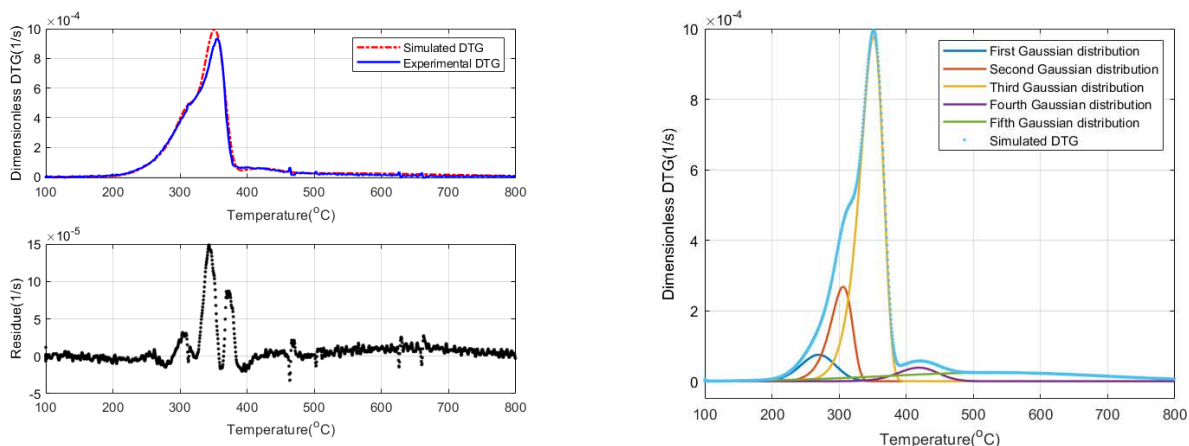 ×10⁻⁴
Dimensionless DTG(1/s)
10
8
6
4
2
0
Simulated DTG
Experimental DTG
100 200 300 400 500 600 700 800
Temperature(°C)
×10⁻⁵
Residue(1/s)
15
10
5
0
-5
100 200 300 400 500 600 700 800
Temperature(°C)
×10⁻⁴
Dimensionless DTG(1/s)
10
8
6
4
2
0
First Gaussian distribution
Second Gaussian distribution
Third Gaussian distribution
Fourth Gaussian distribution
Fifth Gaussian distribution
Simulated DTG
100 200 300 400 500 600 700 800
Temperature(°C)